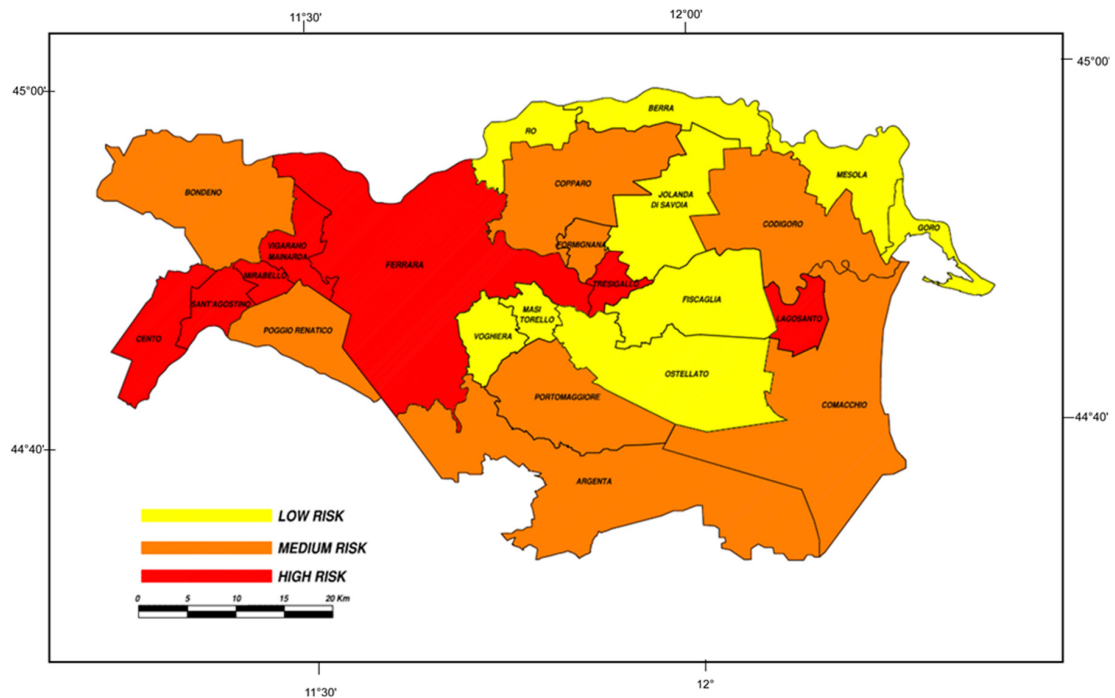 11°30'
12°00'
45°00'
45°00'
BERRA
RO
MESOLA
COPPARO
BONDENO
JOLANDA
DI SAVOIA
CODIGORO
GORO
VIGARANO
MAINARDA
FORMIGNANA
FERRARA
MIRABELLO
TRESIGALLO
SANT'AGOSTINO
FISCAGLIA
MASI
TORELLO
LAGOSANTO
POGGIO RENATICO
CENTO
VOGHIERA
OSTELLATO
PORTOMAGGIORE
COMACCHIO
44°40'
44°40'
ARGENTA
LOW RISK
MEDIUM RISK
HIGH RISK
0 5 10 15 20 Km
11°30'
12°